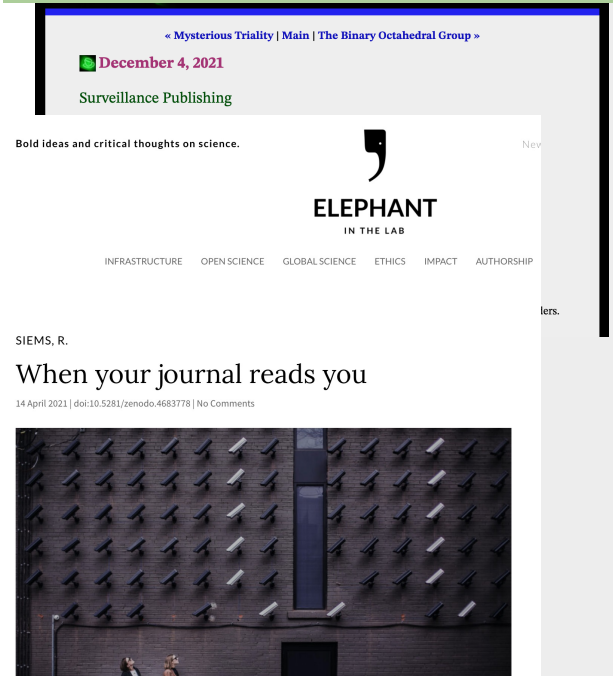 « Mysterious Triality | Main | The Binary Octahedral Group »
December 4, 2021
Surveillance Publishing
Bold ideas and critical thoughts on science.
New
ELEPHANT
IN THE LAB
INFRASTRUCTURE OPEN SCIENCE GLOBAL SCIENCE ETHICS IMPACT AUTHORSHIP
lers.
SIEMS, R.
When your journal reads you
14 April 2021 | doi:10.5281/zenodo.4683778 | No Comments